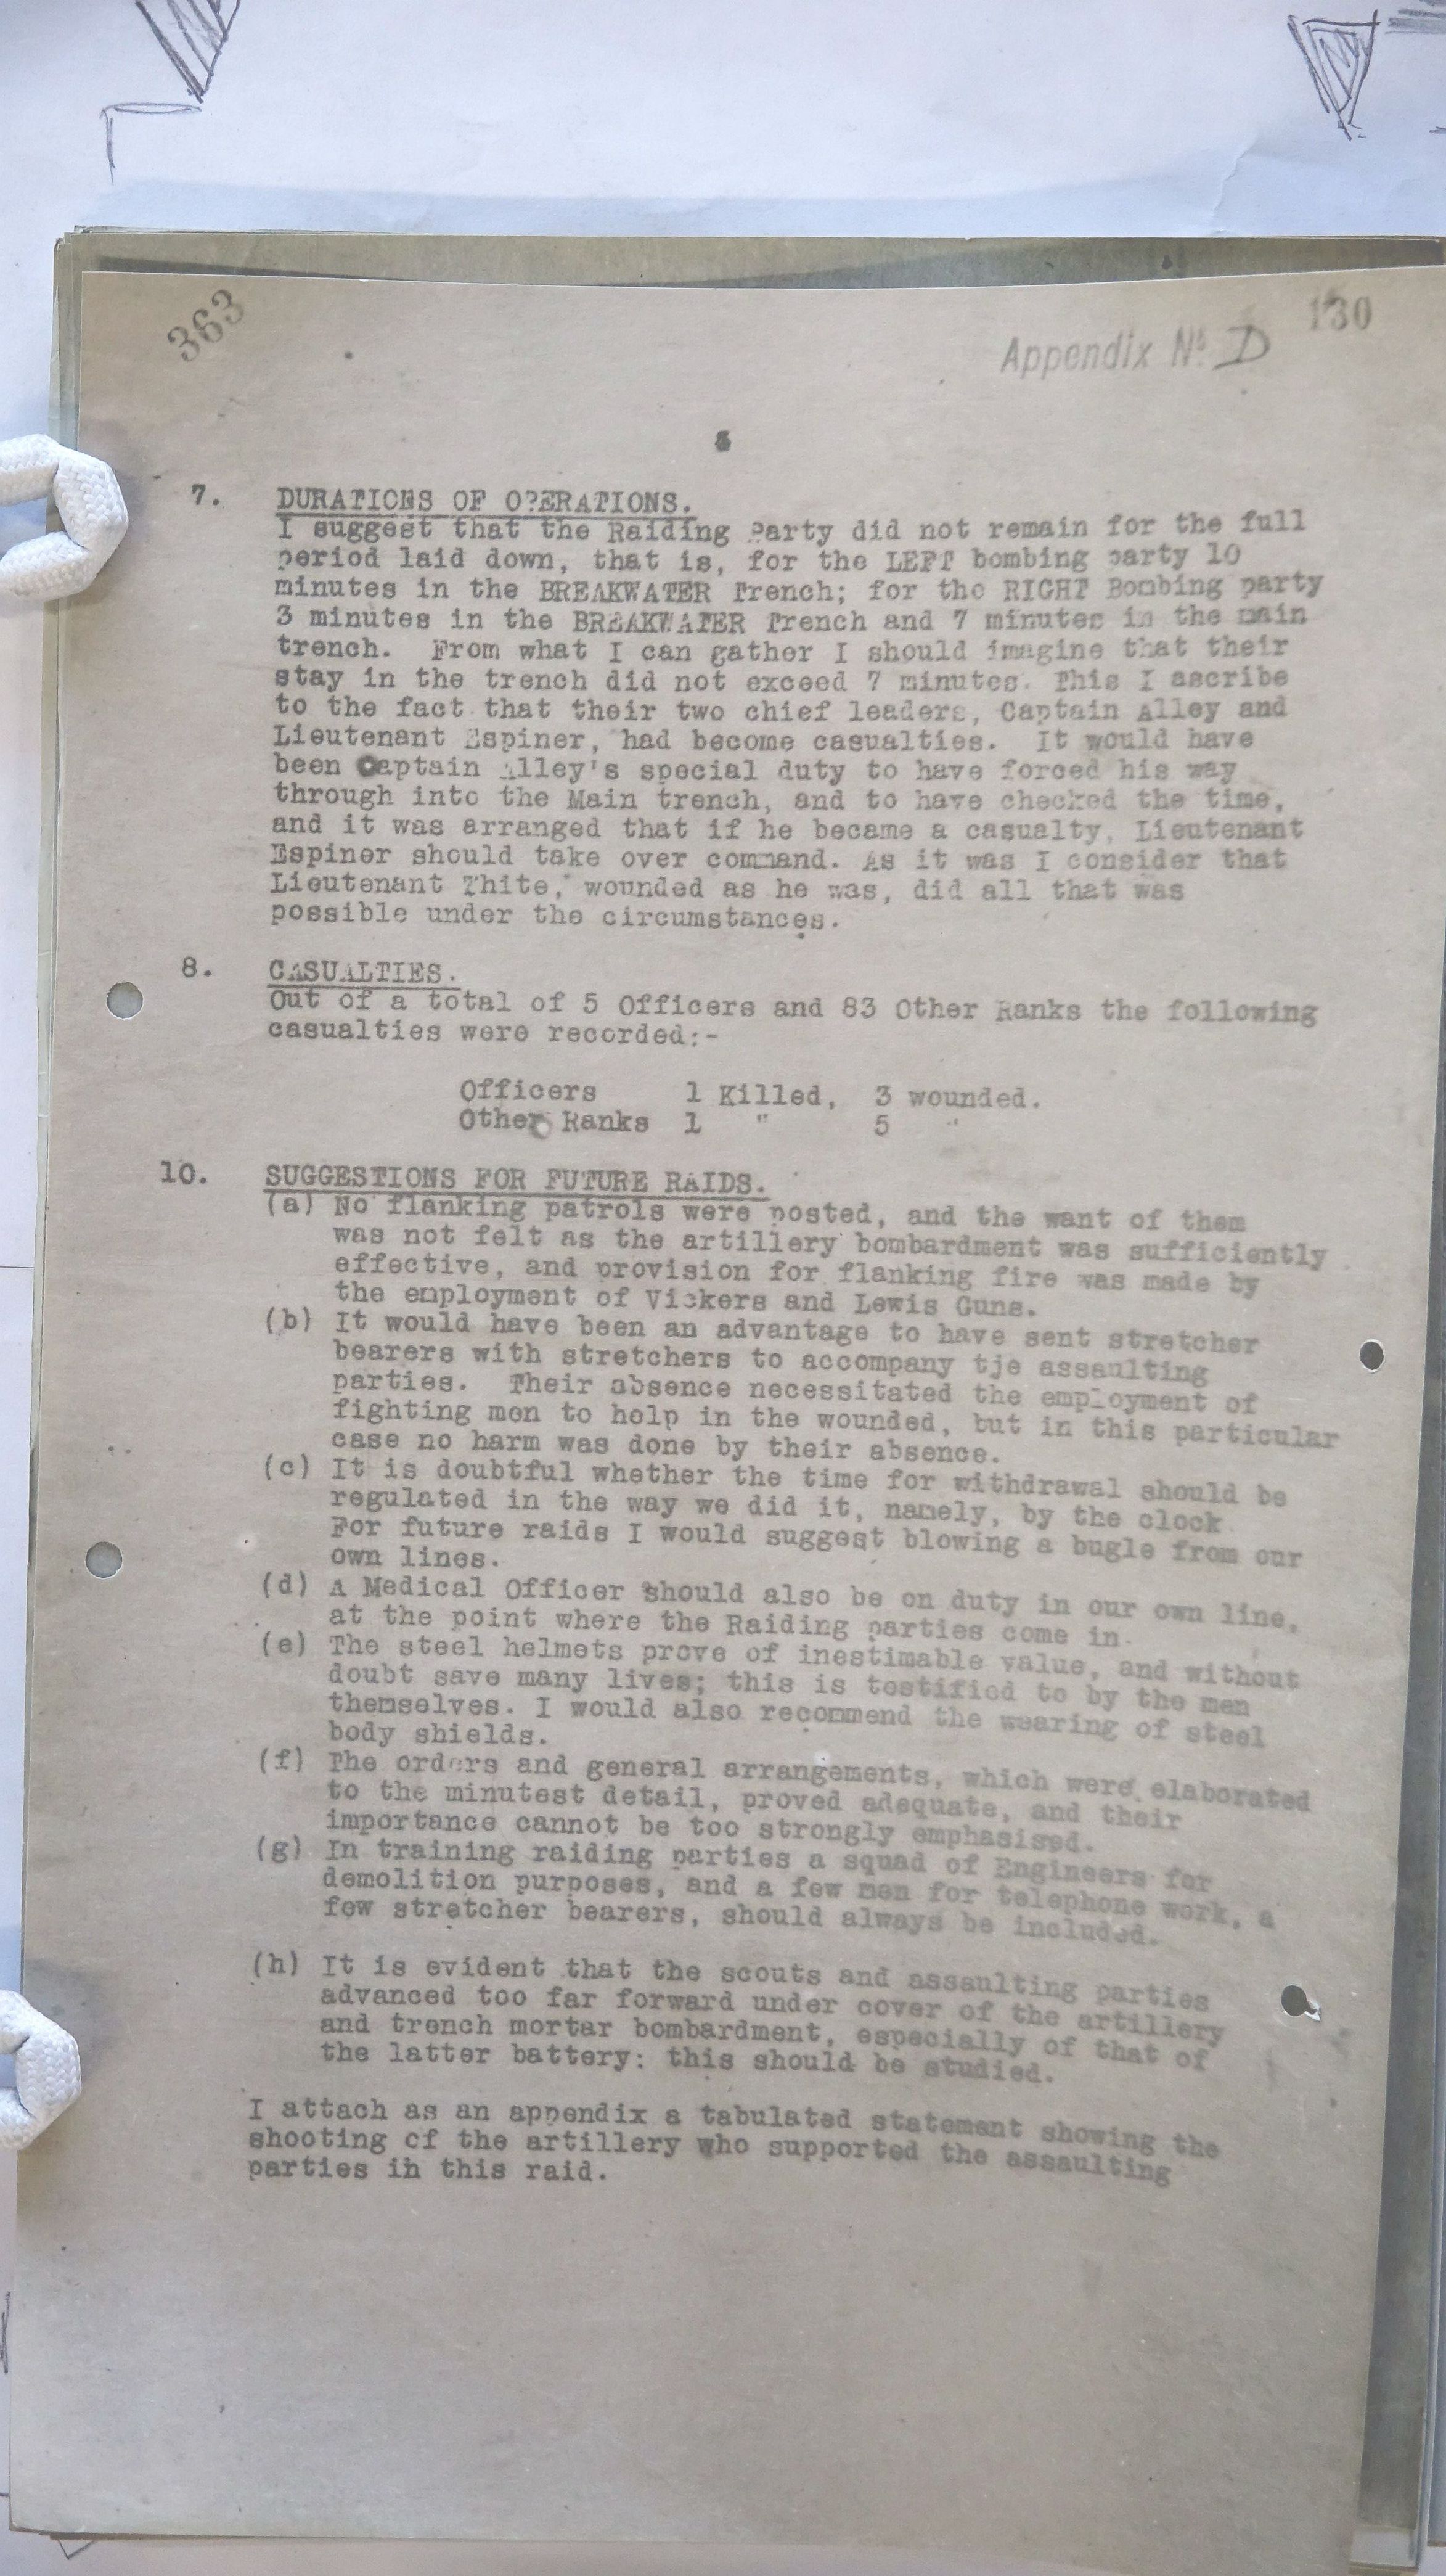 363
130
Appendix No. D
7. DURATIONS OF OPERATIONS.
I suggest that the Raiding Party did not remain for the full
period laid down, that is, for the LEFT bombing party 10
minutes in the BREAKWATER Trench; for the RIGHT Bombing party
3 minutes in the BREAKWATER Trench and 7 minutes in the main
trench. From what I can gather I should imagine that their
stay in the trench did not exceed 7 minutes. This I ascribe
to the fact that their two chief leaders, Captain Alley and
Lieutenant Espiner, had become casualties. It would have
been Captain Alley's special duty to have forced his way
through into the Main trench, and to have checked the time,
and it was arranged that if he became a casualty, Lieutenant
Espiner should take over command. As it was I consider that
Lieutenant White, wounded as he was, did all that was
possible under the circumstances.
8. CASUALTIES.
Out of a total of 5 Officers and 83 Other Ranks the following
casualties were recorded:-
Officers 1 Killed, 3 wounded.
Other Ranks 1 " 5 "
10. SUGGESTIONS FOR FUTURE RAIDS.
(a) No flanking patrols were posted, and the want of them
was not felt as the artillery bombardment was sufficiently
effective, and provision for flanking fire was made by
the employment of Vickers and Lewis Guns.
(b) It would have been an advantage to have sent stretcher
bearers with stretchers to accompany tje assaulting
parties. Their absence necessitated the employment of
fighting men to help in the wounded, but in this particular
case no harm was done by their absence.
(c) It is doubtful whether the time for withdrawal should be
regulated in the way we did it, namely, by the clock.
For future raids I would suggest blowing a bugle from our
own lines.
(d) A Medical Officer should also be on duty in our own line,
at the point where the Raiding parties come in.
(e) The steel helmets prove of inestimable value, and without
doubt save many lives; this is testified to by the men
themselves. I would also recommend the wearing of steel
body shields.
(f) The orders and general arrangements, which were elaborated
to the minutest detail, proved adequate, and their
importance cannot be too strongly emphasised.
(g) In training raiding parties a squad of Engineers for
demolition purposes, and a few men for telephone work, a
few stretcher bearers, should always be included.
(h) It is evident that the scouts and assaulting parties
advanced too far forward under cover of the artillery
and trench mortar bombardment, especially of that of
the latter battery: this should be studied.
I attach as an appendix a tabulated statement showing the
shooting of the artillery who supported the assaulting
parties in this raid.